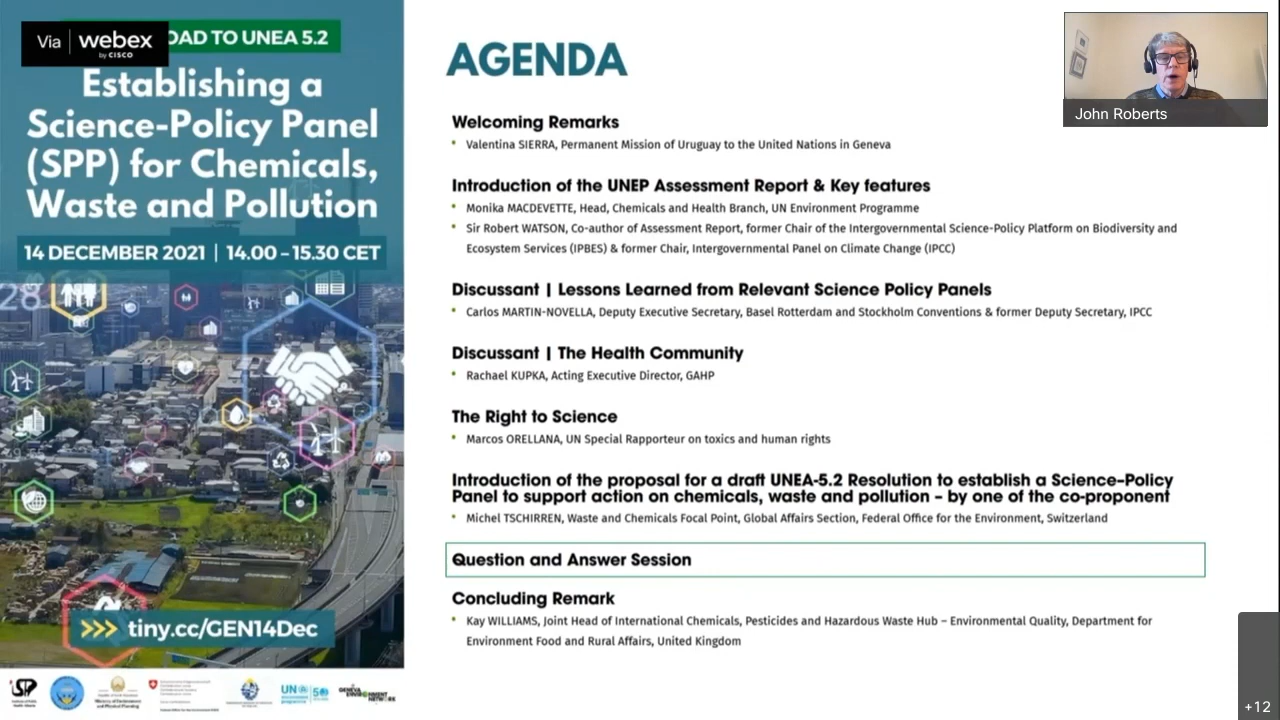 Via webex
by CISCO
OAD TO UNEA 5.2
Establishing a
Science-Policy Panel
(SPP) for Chemicals,
Waste and Pollution
14 DECEMBER 2021 | 14.00 – 15.30 CET
28
>>> tiny.cc/GEN14Dec
AGENDA
Welcoming Remarks
Valentina SIERRA, Permanent Mission of Uruguay to the United Nations in Geneva
Introduction of the UNEP Assessment Report & Key features
Monika MACDEVETTE, Head, Chemicals and Health Branch, UN Environment Programme
Sir Robert WATSON, Co-author of Assessment Report, former Chair of the Intergovernmental Science-Policy Platform on Biodiversity and
Ecosystem Services (IPBES) & former Chair, Intergovernmental Panel on Climate Change (IPCC)
Discussant | Lessons Learned from Relevant Science Policy Panels
Carlos MARTIN-NOVELLA, Deputy Executive Secretary, Basel Rotterdam and Stockholm Conventions & former Deputy Secretary, IPCC
Discussant | The Health Community
Rachael KUPKA, Acting Executive Director, GAHP
The Right to Science
Marcos ORELLANA, UN Special Rapporteur on toxics and human rights
Introduction of the proposal for a draft UNEA-5.2 Resolution to establish a Science-Policy
Panel to support action on chemicals, waste and pollution – by one of the co-proponent
Michel TSCHIRREN, Waste and Chemicals Focal Point, Global Affairs Section, Federal Office for the Environment, Switzerland
Question and Answer Session
Concluding Remark
Kay WILLIAMS, Joint Head of International Chemicals, Pesticides and Hazardous Waste Hub – Environmental Quality, Department for
Environment Food and Rural Affairs, United Kingdom
John Roberts
+12
UN
50
GENEVA
ENVIRONMENT
NETWORK